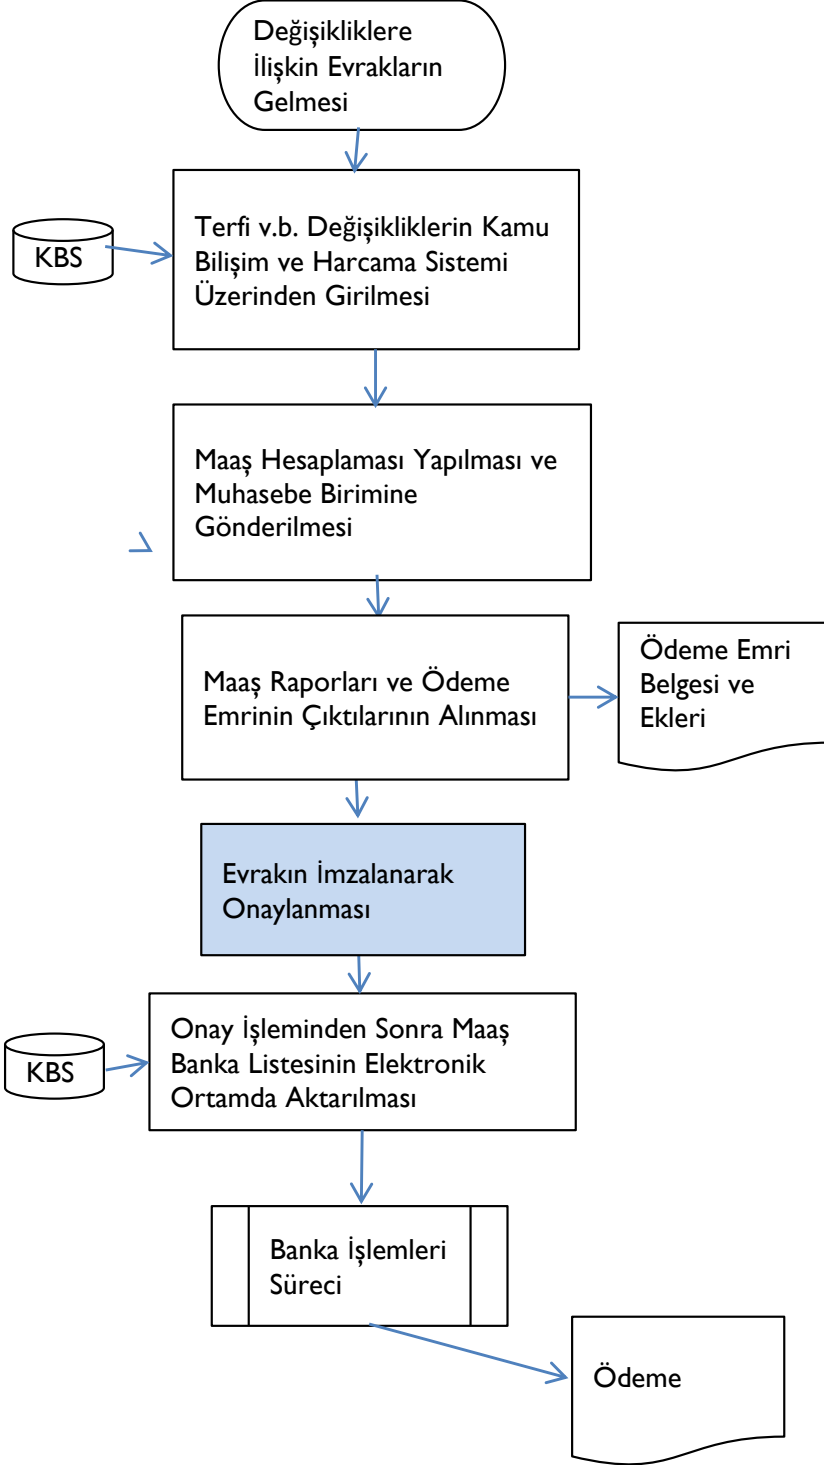 Değişikliklere
İlişkin Evrakların
Gelmesi
KBS
Terfi v.b. Değişikliklerin Kamu
Bilişim ve Harcama Sistemi
Üzerinden Girilmesi
Maaş Hesaplaması Yapılması ve
Muhasebe Birimine
Gönderilmesi
Maaş Raporları ve Ödeme
Emrinin Çıktılarının Alınması
Ödeme Emri
Belgesi ve
Ekleri
Evrakın İmzalanarak
Onaylanması
KBS
Onay İşleminden Sonra Maaş
Banka Listesinin Elektronik
Ortamda Aktarılması
Banka İşlemleri
Süreci
Ödeme